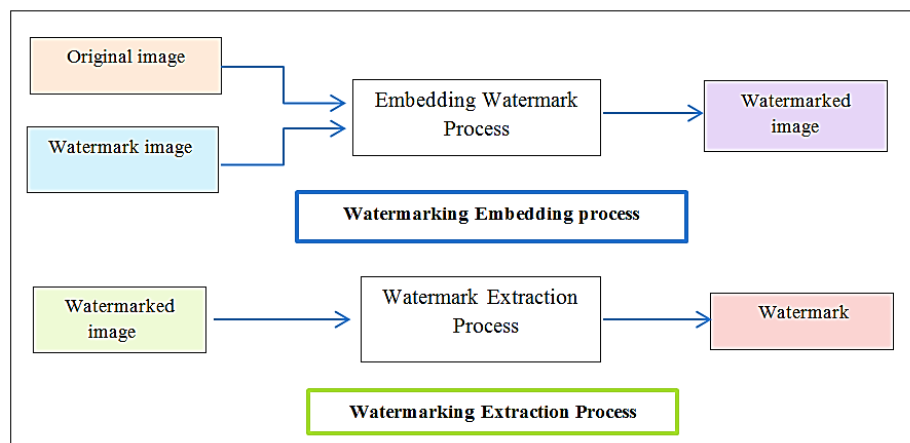 Original image
Embedding Watermark
Process
Watermarked
image
Watermark image
Watermarking Embedding process
Watermarked
image
Watermark Extraction
Process
Watermark
Watermarking Extraction Process